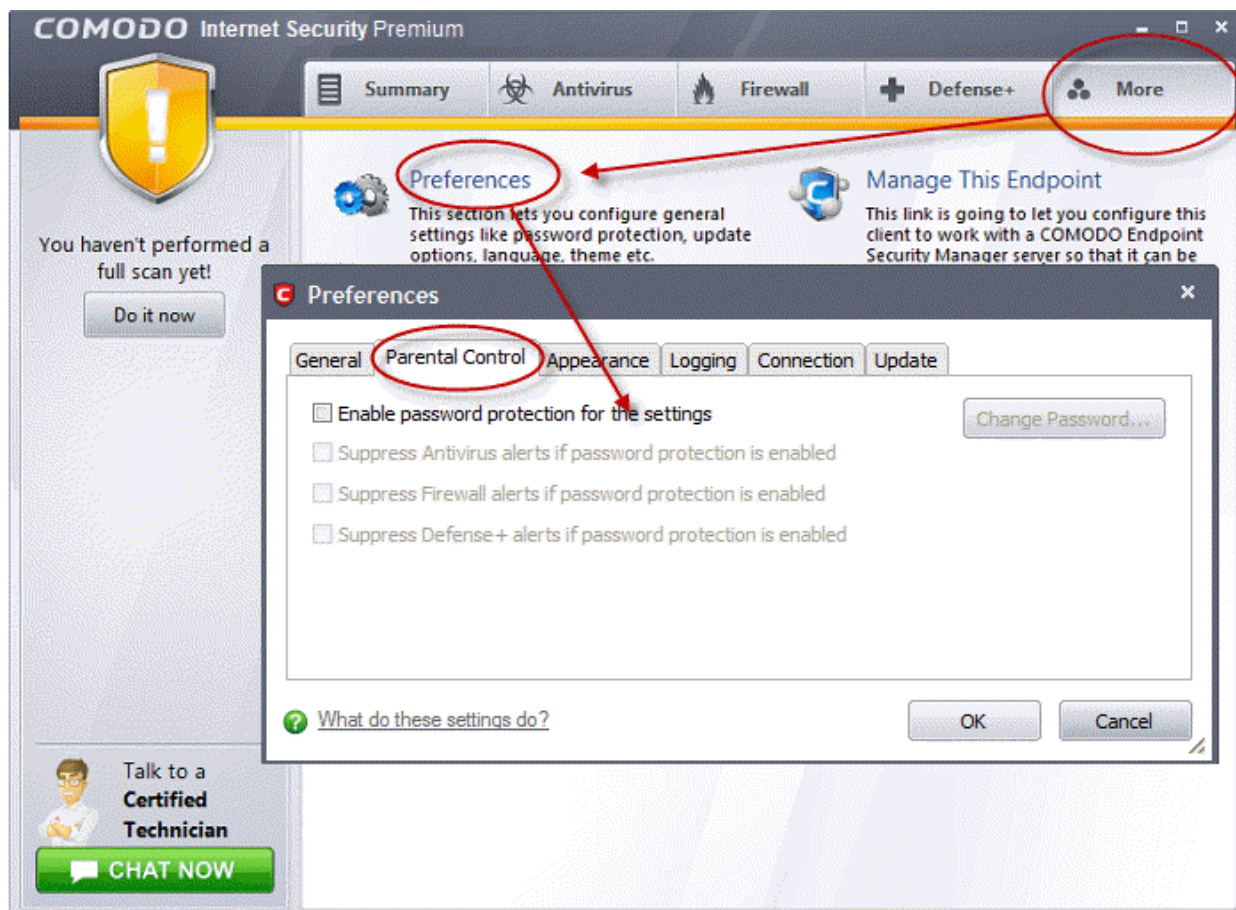 COMODO Internet Security Premium
Summary
Antivirus
Firewall
Defense+
More
You haven't performed a
full scan yet!
Do it now
Preferences
This section lets you configure general
settings like password protection, update
options, language, theme etc.
Manage This Endpoint
This link is going to let you configure this
client to work with a COMODO Endpoint
Security Manager server so that it can be
Preferences
General
Parental Control
Appearance
Logging
Connection
Update
Enable password protection for the settings
Change Password...
Suppress Antivirus alerts if password protection is enabled
Suppress Firewall alerts if password protection is enabled
Suppress Defense+ alerts if password protection is enabled
What do these settings do?
OK
Cancel
Talk to a
Certified
Technician
CHAT NOW